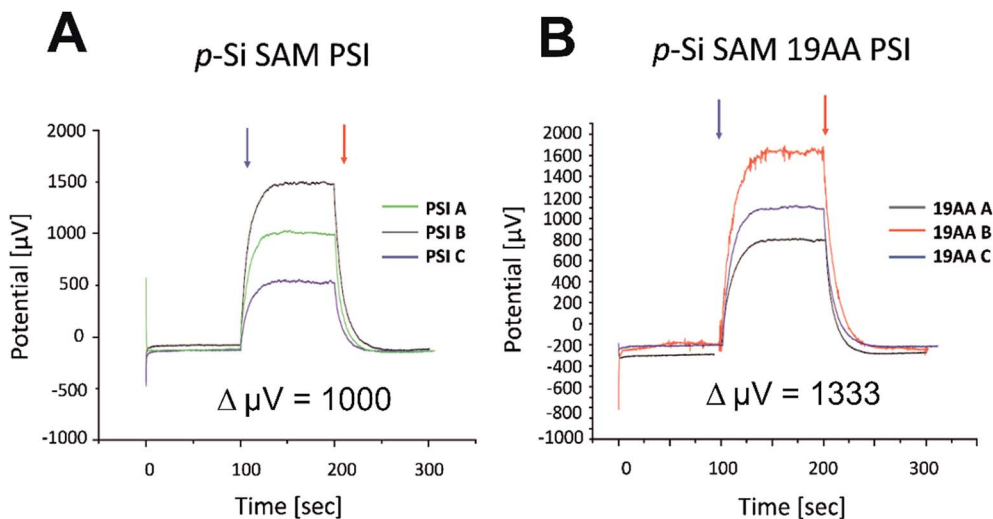 A
p-Si SAM PSI
2000
1500
1000
500
0
-500
-1000
Potential [µV]
PSI A
PSI B
PSI C
Δ µV = 1000
0 100 200 300
Time [sec]
B
p-Si SAM 19AA PSI
2000
1800
1600
1400
1200
1000
800
600
400
200
0
-200
-400
-600
-800
-1000
Potential [µV]
19AA A
19AA B
19AA C
Δ µV = 1333
0 100 200 300
Time [sec]